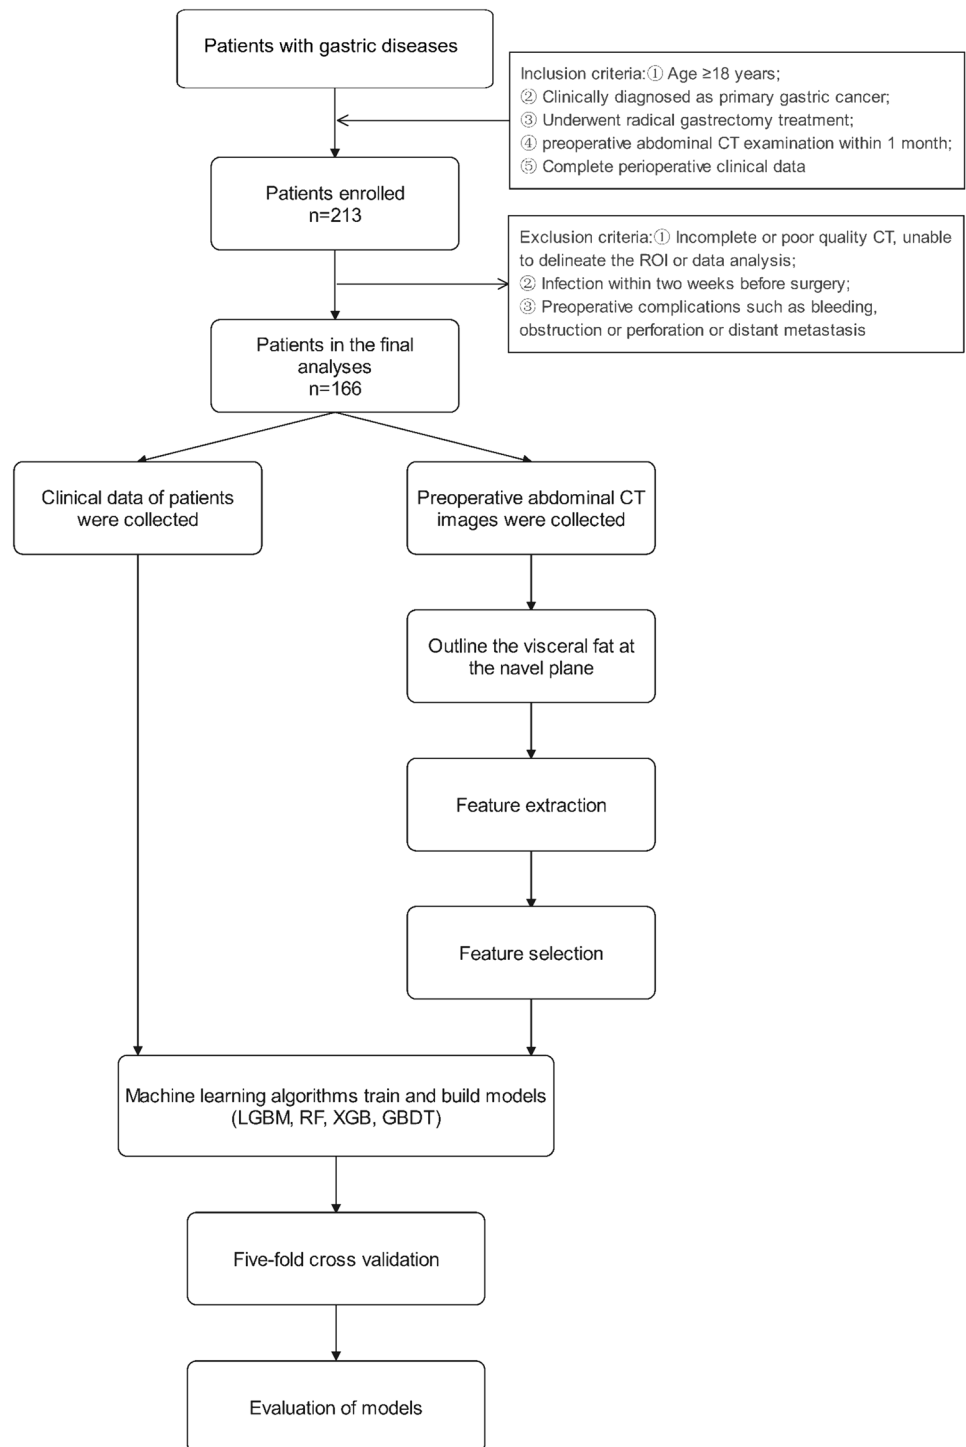 Patients with gastric diseases
Inclusion criteria:① Age ≥18 years;
② Clinically diagnosed as primary gastric cancer;
③ Underwent radical gastrectomy treatment;
④ preoperative abdominal CT examination within 1 month;
⑤ Complete perioperative clinical data
Patients enrolled
n=213
Exclusion criteria:① Incomplete or poor quality CT, unable
to delineate the ROI or data analysis;
② Infection within two weeks before surgery;
③ Preoperative complications such as bleeding,
obstruction or perforation or distant metastasis
Patients in the final
analyses
n=166
Clinical data of patients
were collected
Preoperative abdominal CT
images were collected
Outline the visceral fat at
the navel plane
Feature extraction
Feature selection
Machine learning algorithms train and build models
(LGBM, RF, XGB, GBDT)
Five-fold cross validation
Evaluation of models